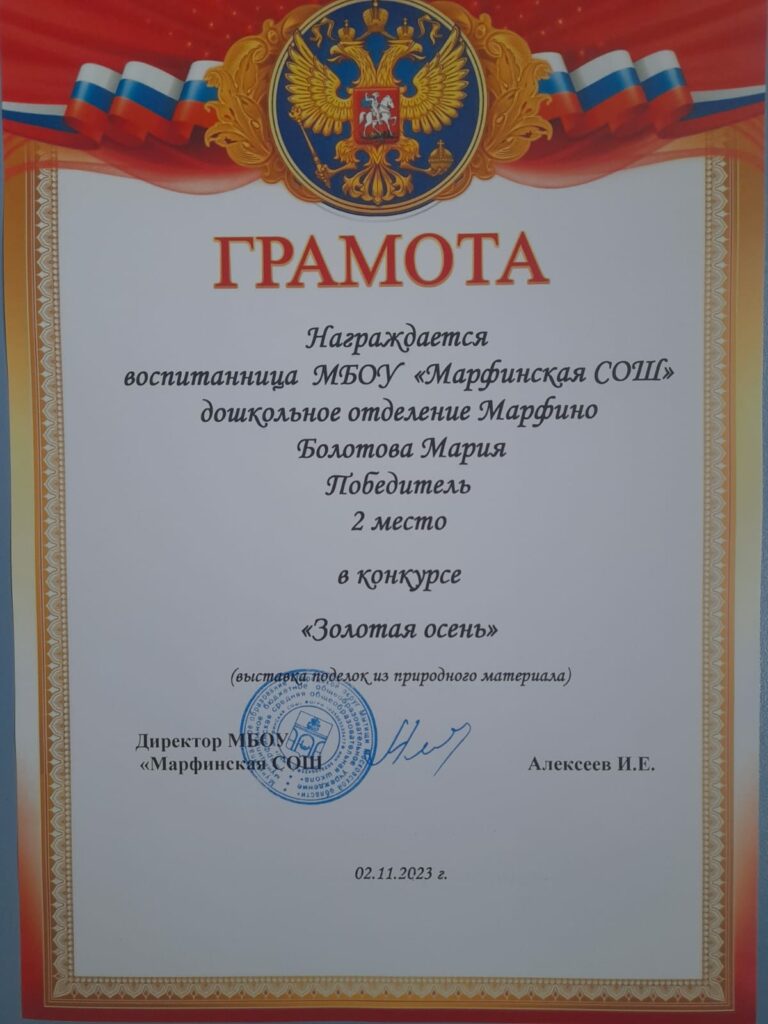 ГРАМОТА
Награждается
воспитанница МБОУ «Марфинская СОШ»
дошкольное отделение Марфино
Болотова Мария
Победитель
2 место
в конкурсе
«Золотая осень»
(выставка поделок из природного материала)
Директор МБОУ
«Марфинская СОШ
Алексеев И.Е.
02.11.2023 г.